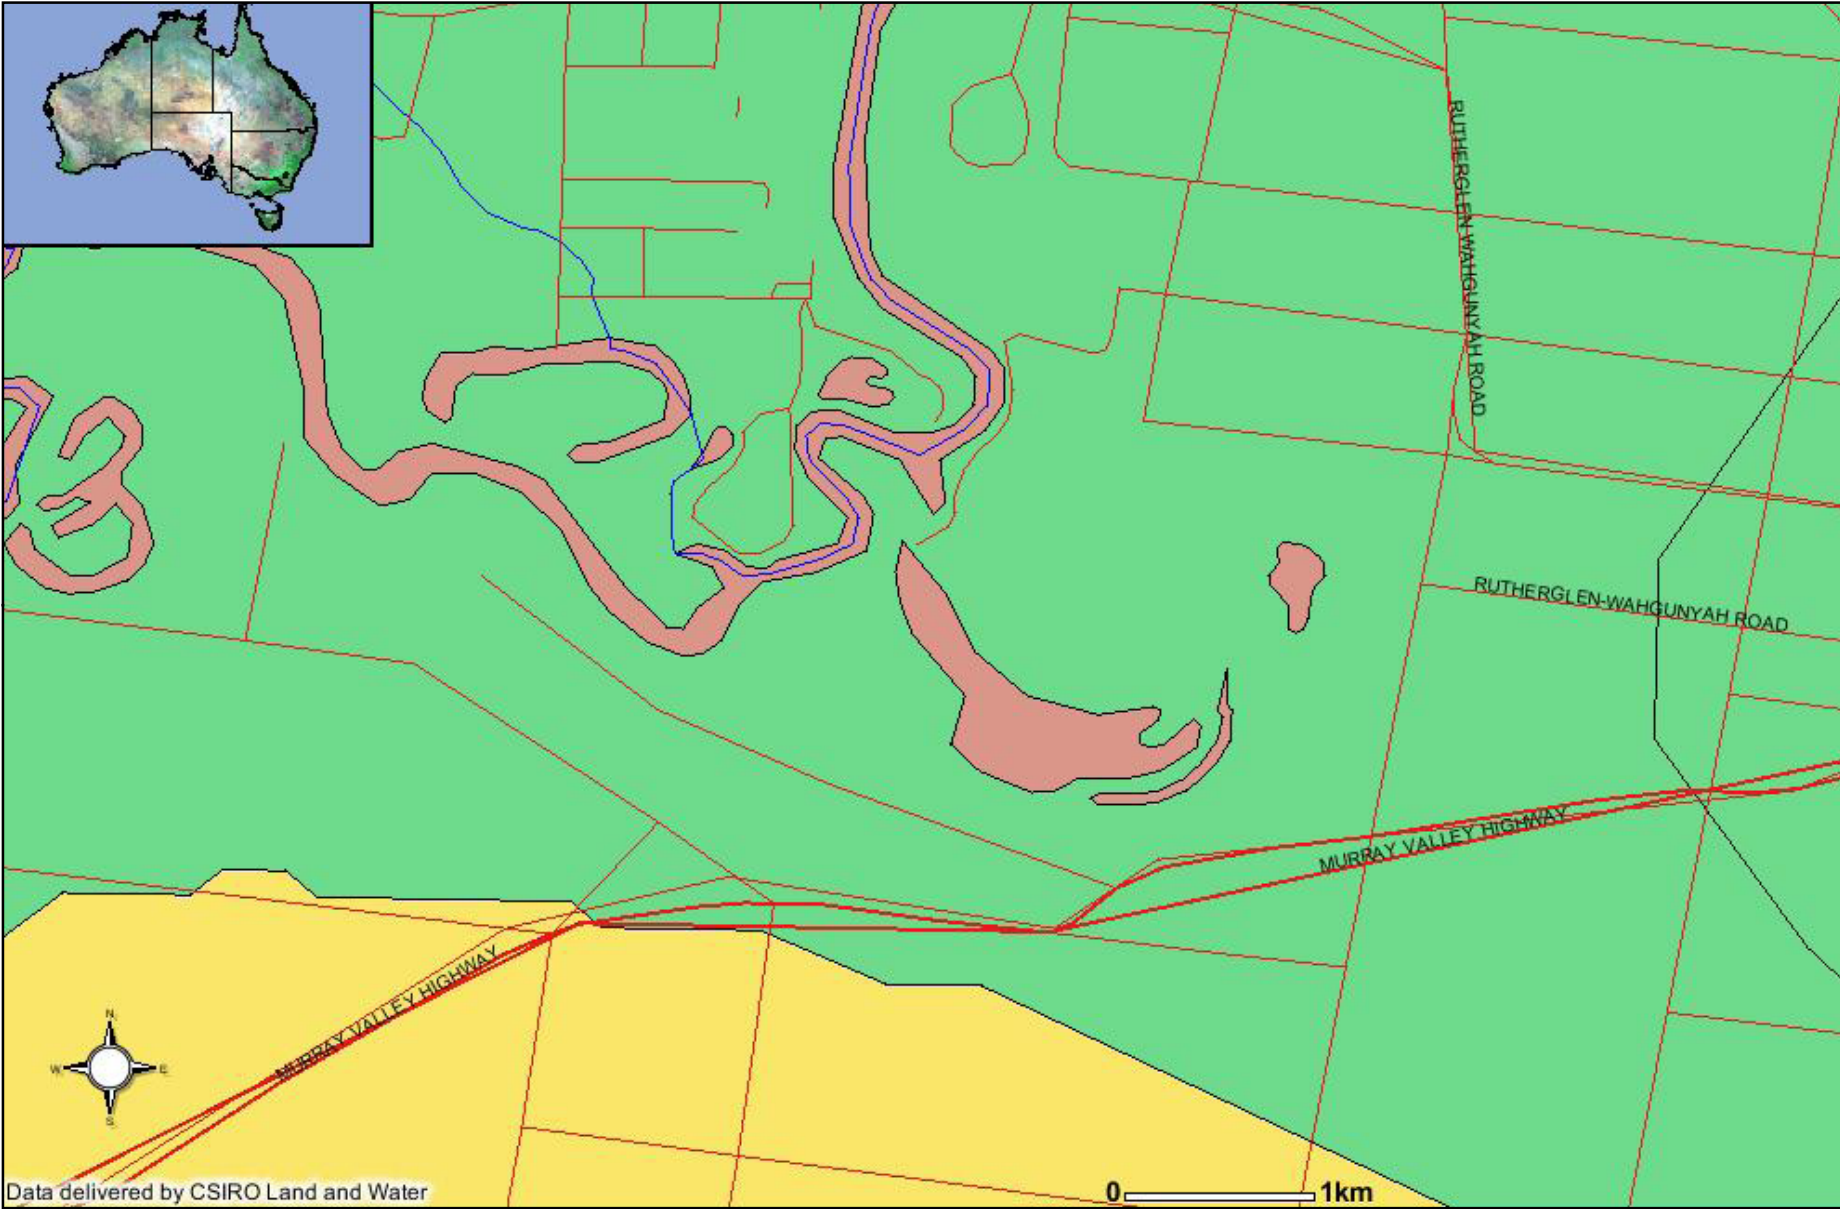 RUTHERGLEN-WAHGUNYAH ROAD
RUTHERGLEN-WAHGUNYAH ROAD
MURRAY VALLEY HIGHWAY
MURRAY VALLEY HIGHWAY
N
W E
S
Data delivered by CSIRO Land and Water
0 1km